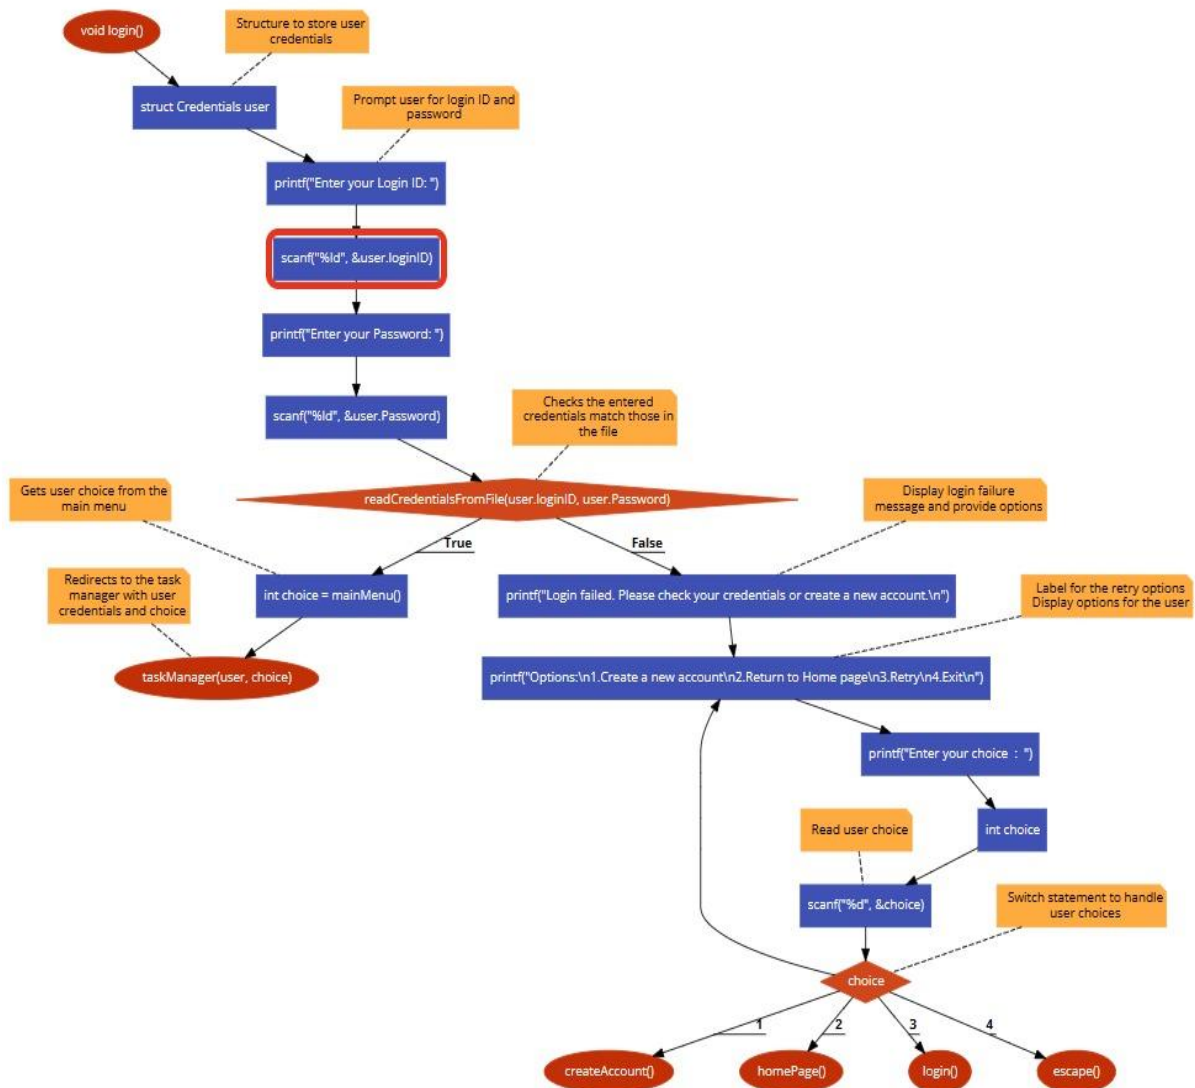 void login()
Structure to store user
credentials
struct Credentials user
Prompt user for login ID and
password
printf("Enter your Login ID: ")
scanf("%ld", &user.loginID)
printf("Enter your Password: ")
scanf("%ld", &user.Password)
Checks the entered
credentials match those in
the file
readCredentialsFromFile(user.loginID, user.Password)
Gets user choice from the
main menu
Display login failure
message and provide options
True
False
Redirects to the task
manager with user
credentials and choice
int choice = mainMenu()
printf("Login failed. Please check your credentials or create a new account.\n")
Label for the retry options
Display options for the user
taskManager(user, choice)
printf("Options:\n1.Create a new account\n2.Return to Home page\n3.Retry\n4.Exit\n")
printf("Enter your choice  :  ")
Read user choice
int choice
scanf("%d", &choice)
Switch statement to handle
user choices
choice
1
2
3
4
createAccount()
homePage()
login()
escape()